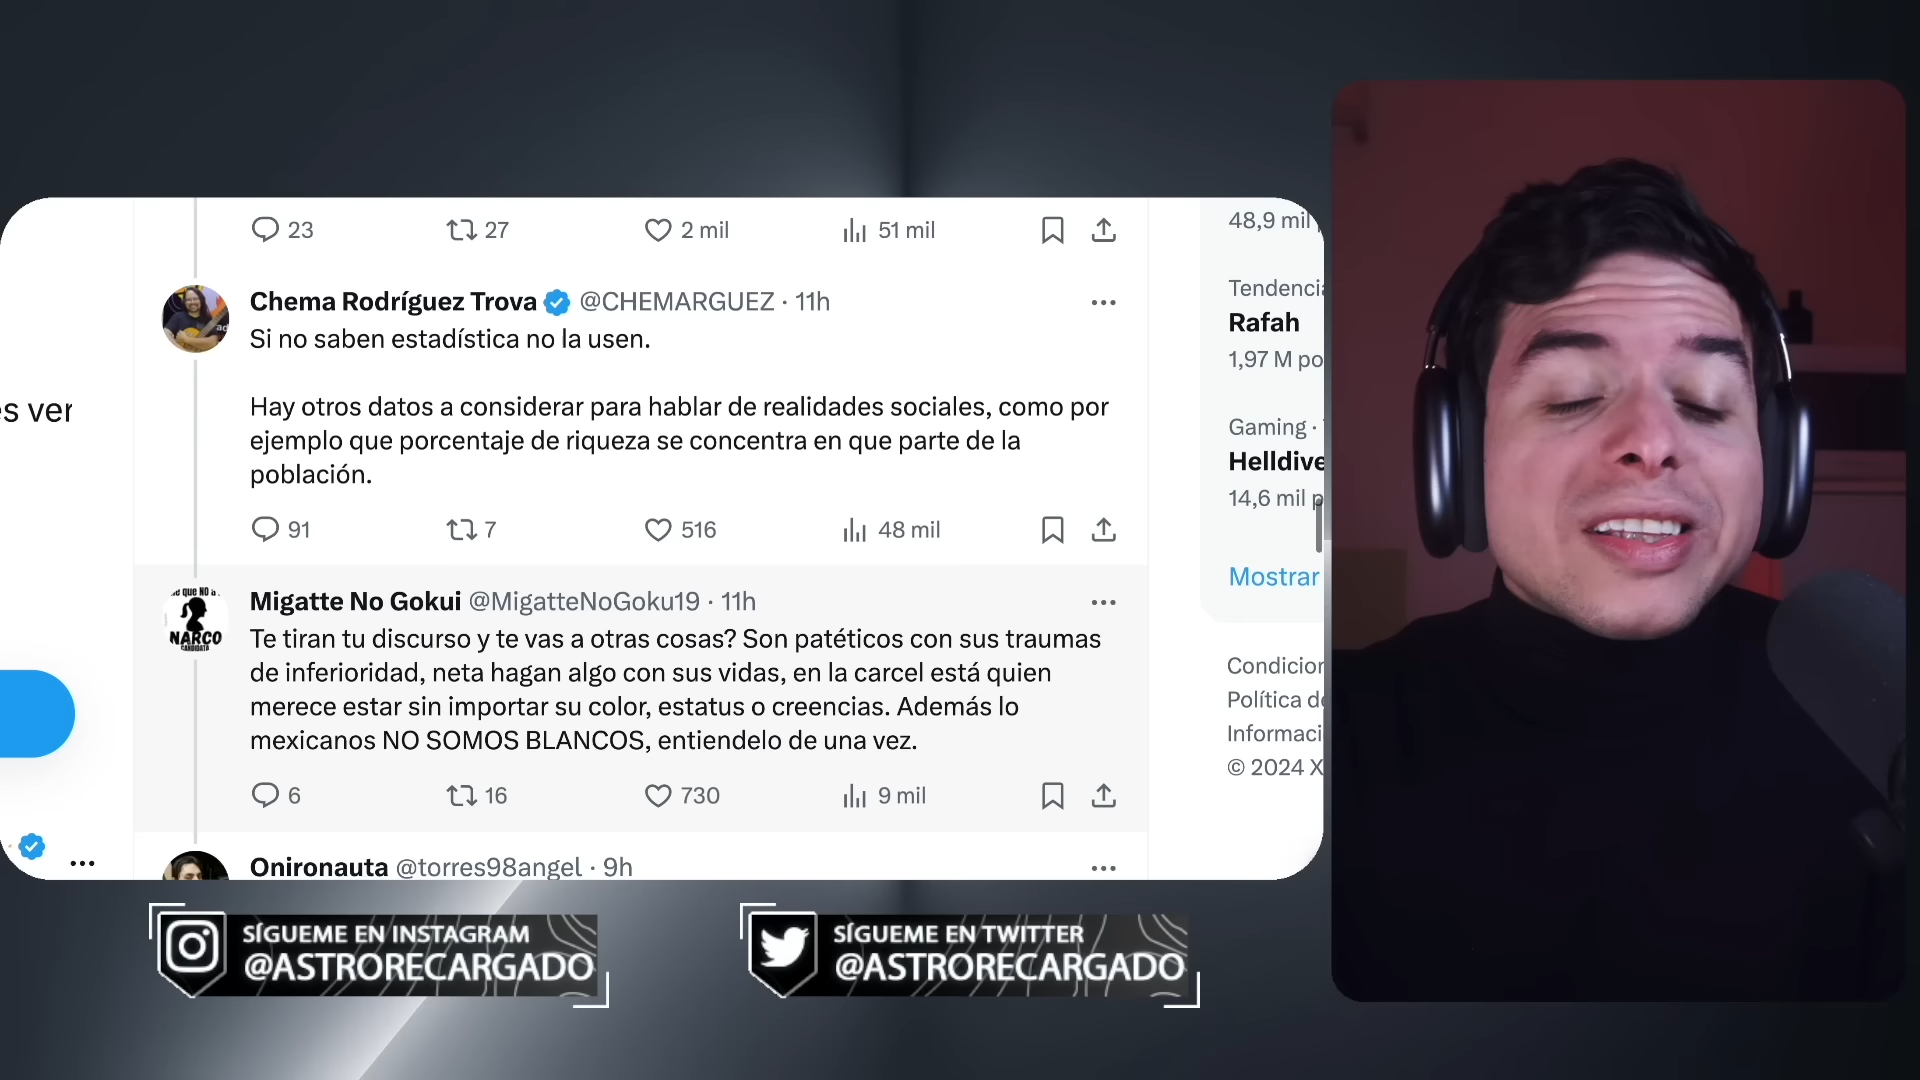 23 27 2 mil 51 mil
Chema Rodríguez Trova @CHEMARGUEZ · 11h
Si no saben estadística no la usen.
Hay otros datos a considerar para hablar de realidades sociales, como por
ejemplo que porcentaje de riqueza se concentra en que parte de la
población.
91 7 516 48 mil
Migatte No Gokui @MigatteNoGoku19 · 11h
Te tiran tu discurso y te vas a otras cosas? Son patéticos con sus traumas
de inferioridad, neta hagan algo con sus vidas, en la carcel está quien
merece estar sin importar su color, estatus o creencias. Además lo
mexicanos NO SOMOS BLANCOS, entiendelo de una vez.
6 16 730 9 mil
Onironauta @torres98angel · 9h
es ver
NARCO
CANDIDATA
48,9 mil
Tendencia
Rafah
1,97 M po
Gaming ·
Helldive
14,6 mil p
Mostrar
Condicion
Política de
Informaci
© 2024 X
SÍGUEME EN INSTAGRAM
@ASTRORECARGADO
SÍGUEME EN TWITTER
@ASTRORECARGADO